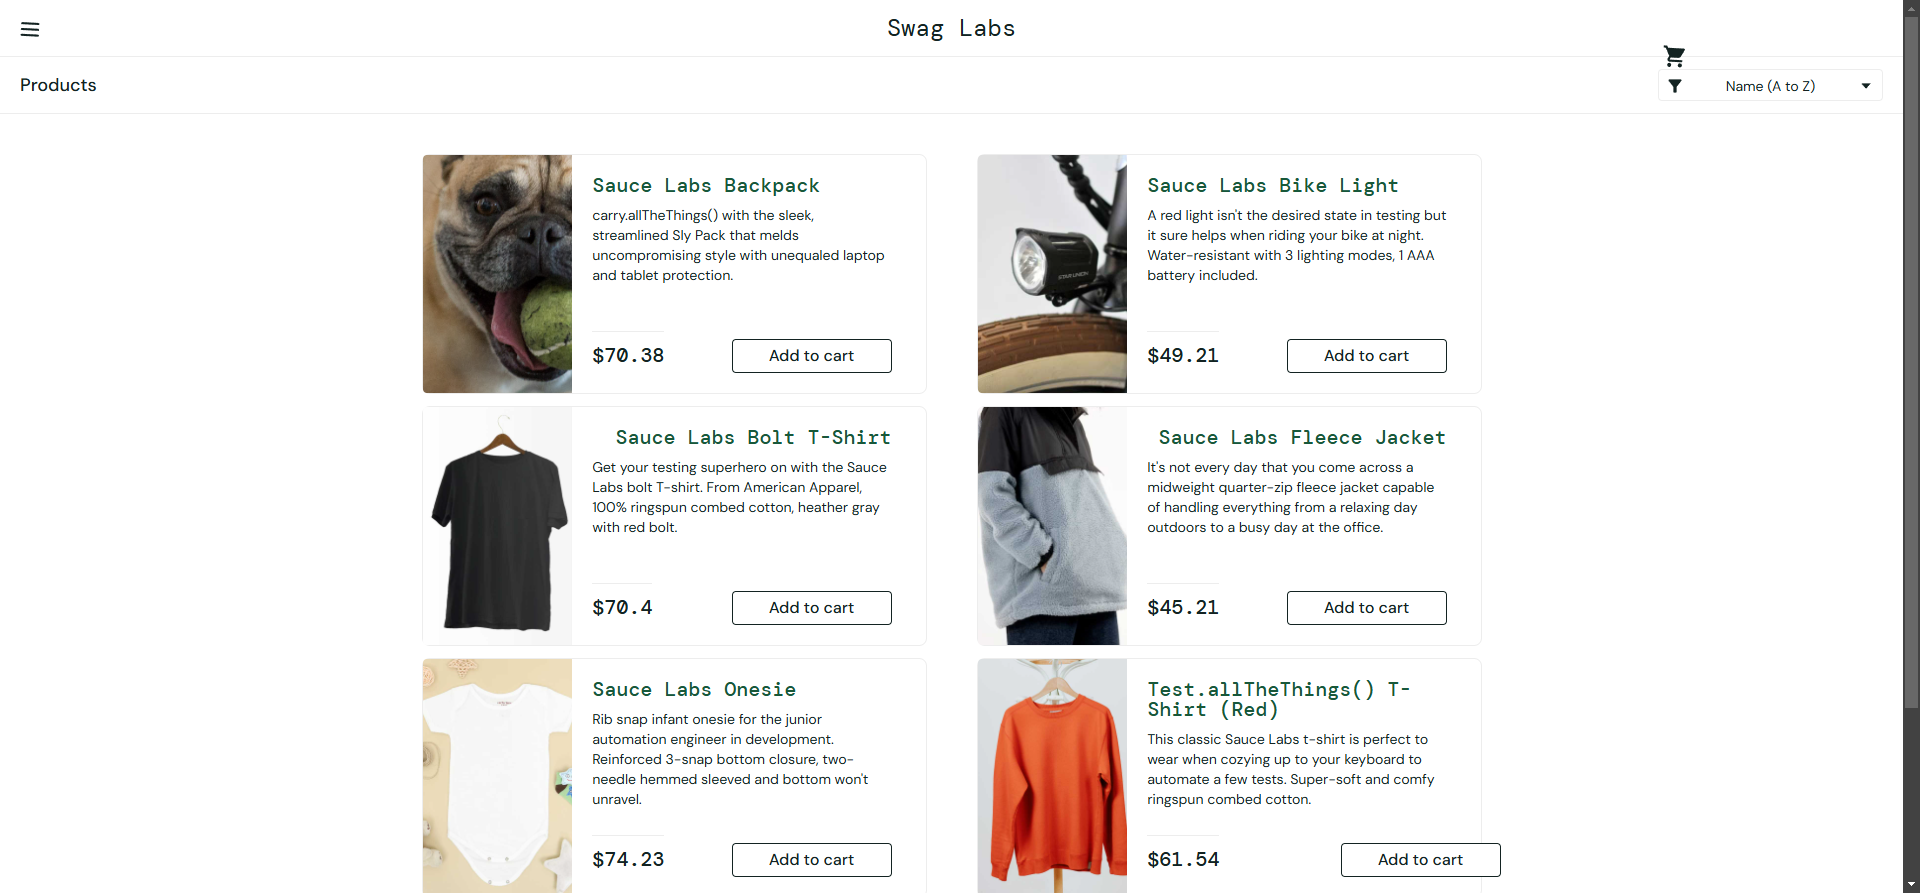 Swag Labs
Products
Name (A to Z)
Sauce Labs Backpack
carry.allTheThings() with the sleek,
streamlined Sly Pack that melds
uncompromising style with unequaled laptop
and tablet protection.
$70.38
Add to cart
Sauce Labs Bike Light
A red light isn't the desired state in testing but
it sure helps when riding your bike at night.
Water-resistant with 3 lighting modes, 1 AAA
battery included.
STAR UNION
$49.21
Add to cart
Sauce Labs Bolt T-Shirt
Get your testing superhero on with the Sauce
Labs bolt T-shirt. From American Apparel,
100% ringspun combed cotton, heather gray
with red bolt.
$70.4
Add to cart
Sauce Labs Fleece Jacket
It's not every day that you come across a
midweight quarter-zip fleece jacket capable
of handling everything from a relaxing day
outdoors to a busy day at the office.
$45.21
Add to cart
Sauce Labs Onesie
Rib snap infant onesie for the junior
automation engineer in development.
Reinforced 3-snap bottom closure, two-
needle hemmed sleeved and bottom won't
unravel.
$74.23
Add to cart
Test.allTheThings() T-
Shirt (Red)
This classic Sauce Labs t-shirt is perfect to
wear when cozying up to your keyboard to
automate a few tests. Super-soft and comfy
ringspun combed cotton.
$61.54
Add to cart